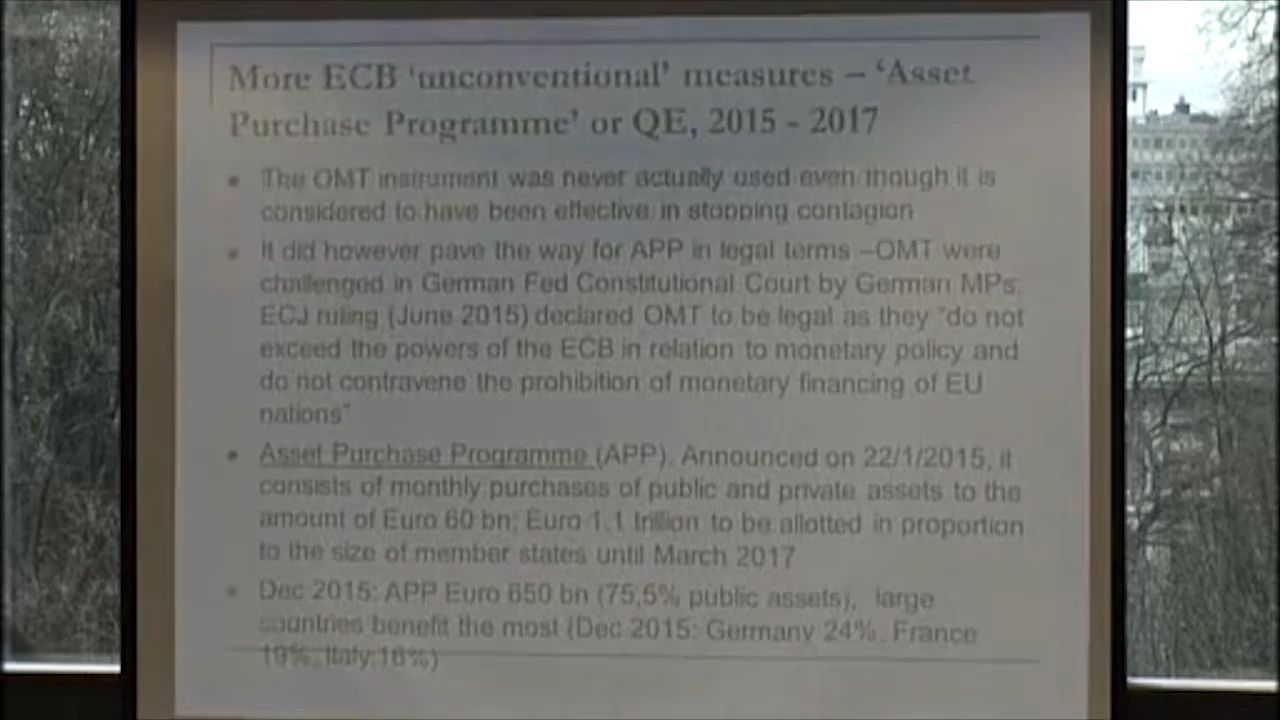 More ECB ‘unconventional’ measures – ‘Asset
Purchase Programme’ or QE, 2015 - 2017
• The OMT instrument was never actually used even though it is
considered to have been effective in stopping contagion
• It did however pave the way for APP in legal terms –OMT were
challenged in German Fed Constitutional Court by German MPs;
ECJ ruling (June 2015) declared OMT to be legal as they “do not
exceed the powers of the ECB in relation to monetary policy and
do not contravene the prohibition of monetary financing of EU
nations”
• Asset Purchase Programme (APP). Announced on 22/1/2015, it
consists of monthly purchases of public and private assets to the
amount of Euro 60 bn; Euro 1.1 trillion to be allotted in proportion
to the size of member states until March 2017
• Dec 2015: APP Euro 650 bn (75,5% public assets), large
countries benefit the most (Dec 2015: Germany 24%, France
19%, Italy:16%)